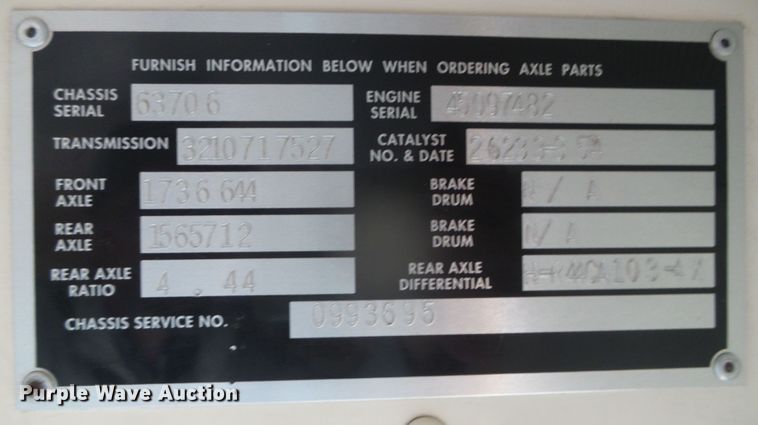 FURNISH INFORMATION BELOW WHEN ORDERING AXLE PARTS
CHASSIS SERIAL 63706 ENGINE SERIAL
TRANSMISSION 3210717527 CATALYST NO. & DATE
FRONT AXLE 1736644 BRAKE DRUM N/A
REAR AXLE 1565712 BRAKE DRUM N/A
REAR AXLE RATIO 4.44 REAR AXLE DIFFERENTIAL
CHASSIS SERVICE NO. 0993695
Purple Wave Auction